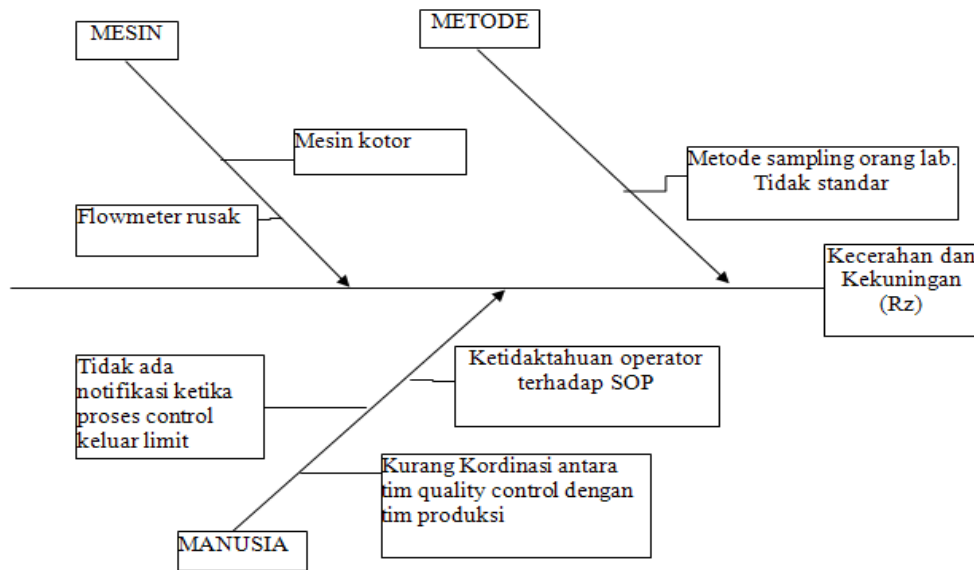 MESIN
METODE
Mesin kotor
Metode sampling orang lab.
Tidak standar
Flowmeter rusak
Kecerahan dan
Kekuningan
(Rz)
Tidak ada
notifikasi ketika
proses control
keluar limit
Ketidaktahuan operator
terhadap SOP
Kurang Kordinasi antara
tim quality control dengan
tim produksi
MANUSIA